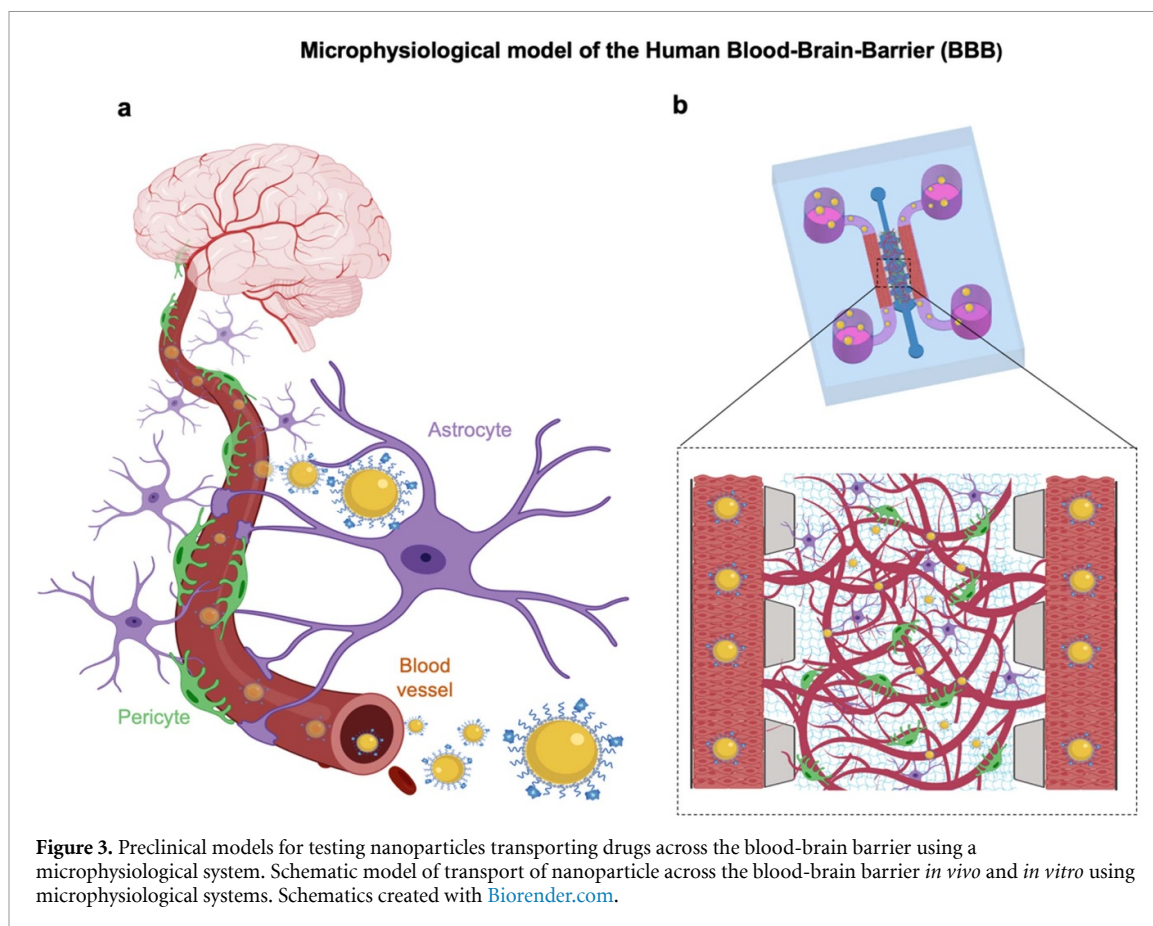 Microphysiological model of the Human Blood-Brain-Barrier (BBB)
a
b
Astrocyte
Blood
vessel
Pericyte
Figure 3. Preclinical models for testing nanoparticles transporting drugs across the blood-brain barrier using a
microphysiological system. Schematic model of transport of nanoparticle across the blood-brain barrier in vivo and in vitro using
microphysiological systems. Schematics created with Biorender.com.